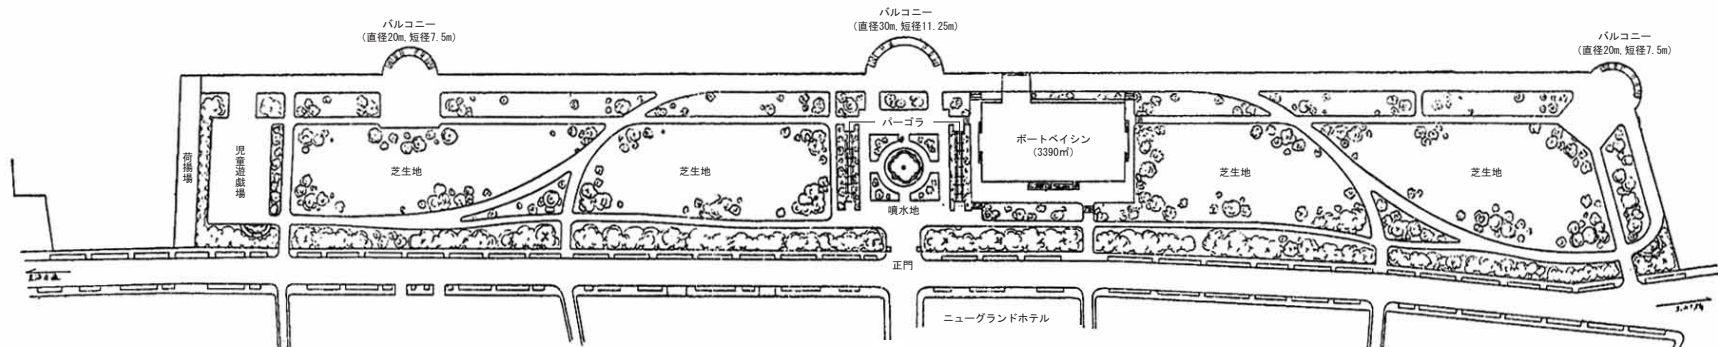 バルコニー
(直径20m, 短径7.5m)
バルコニー
(直径30m, 短径11.25m)
バルコニー
(直径20m, 短径7.5m)
荷揚場
児童遊戯場
芝生地
芝生地
パーゴラ
噴水地
ボートベイシン
(3390㎡)
芝生地
芝生地
正門
ニューグランドホテル